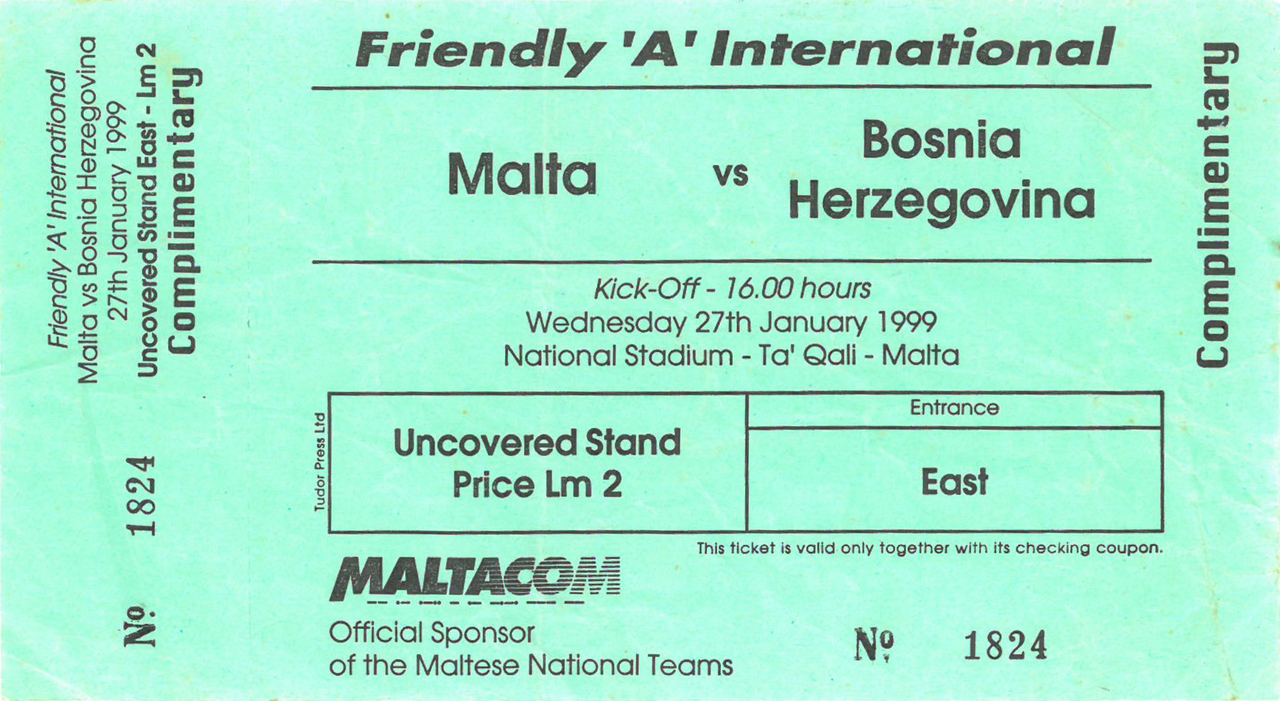 Friendly 'A' International
Malta vs Bosnia Herzegovina
27th January 1999
Uncovered Stand East - Lm 2
Complimentary
Nº 1824
Friendly 'A' International
Malta
vs
Bosnia
Herzegovina
Kick-Off - 16.00 hours
Wednesday 27th January 1999
National Stadium - Ta' Qali - Malta
Complimentary
Tudor Press Ltd
Uncovered Stand
Price Lm 2
Entrance
East
This ticket is valid only together with its checking coupon.
MALTACOM
Official Sponsor
of the Maltese National Teams
Nº 1824